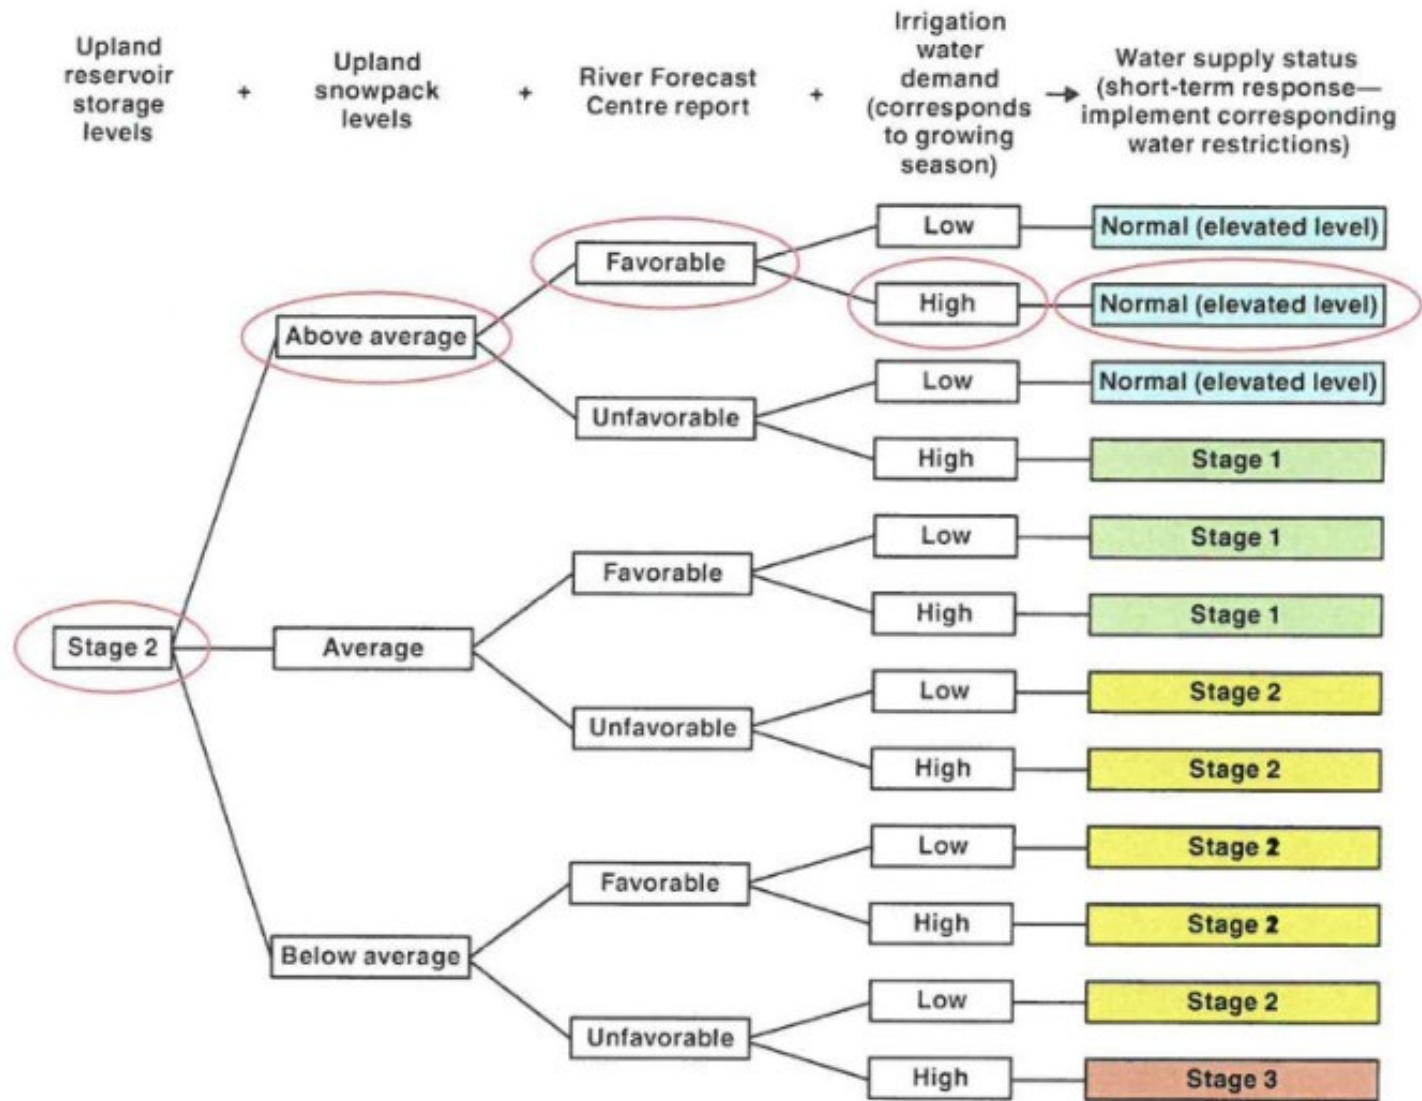 Upland
reservoir
storage
levels
+
Upland
snowpack
levels
+
River Forecast
Centre report
+
Irrigation
water
demand
(corresponds
to growing
season)
Water supply status
(short-term response—
implement corresponding
water restrictions)
Stage 2
Above average
Favorable
Low
Normal (elevated level)
High
Normal (elevated level)
Unfavorable
Low
Normal (elevated level)
High
Stage 1
Average
Favorable
Low
Stage 1
High
Stage 1
Unfavorable
Low
Stage 2
High
Stage 2
Below average
Favorable
Low
Stage 2
High
Stage 2
Unfavorable
Low
Stage 2
High
Stage 3